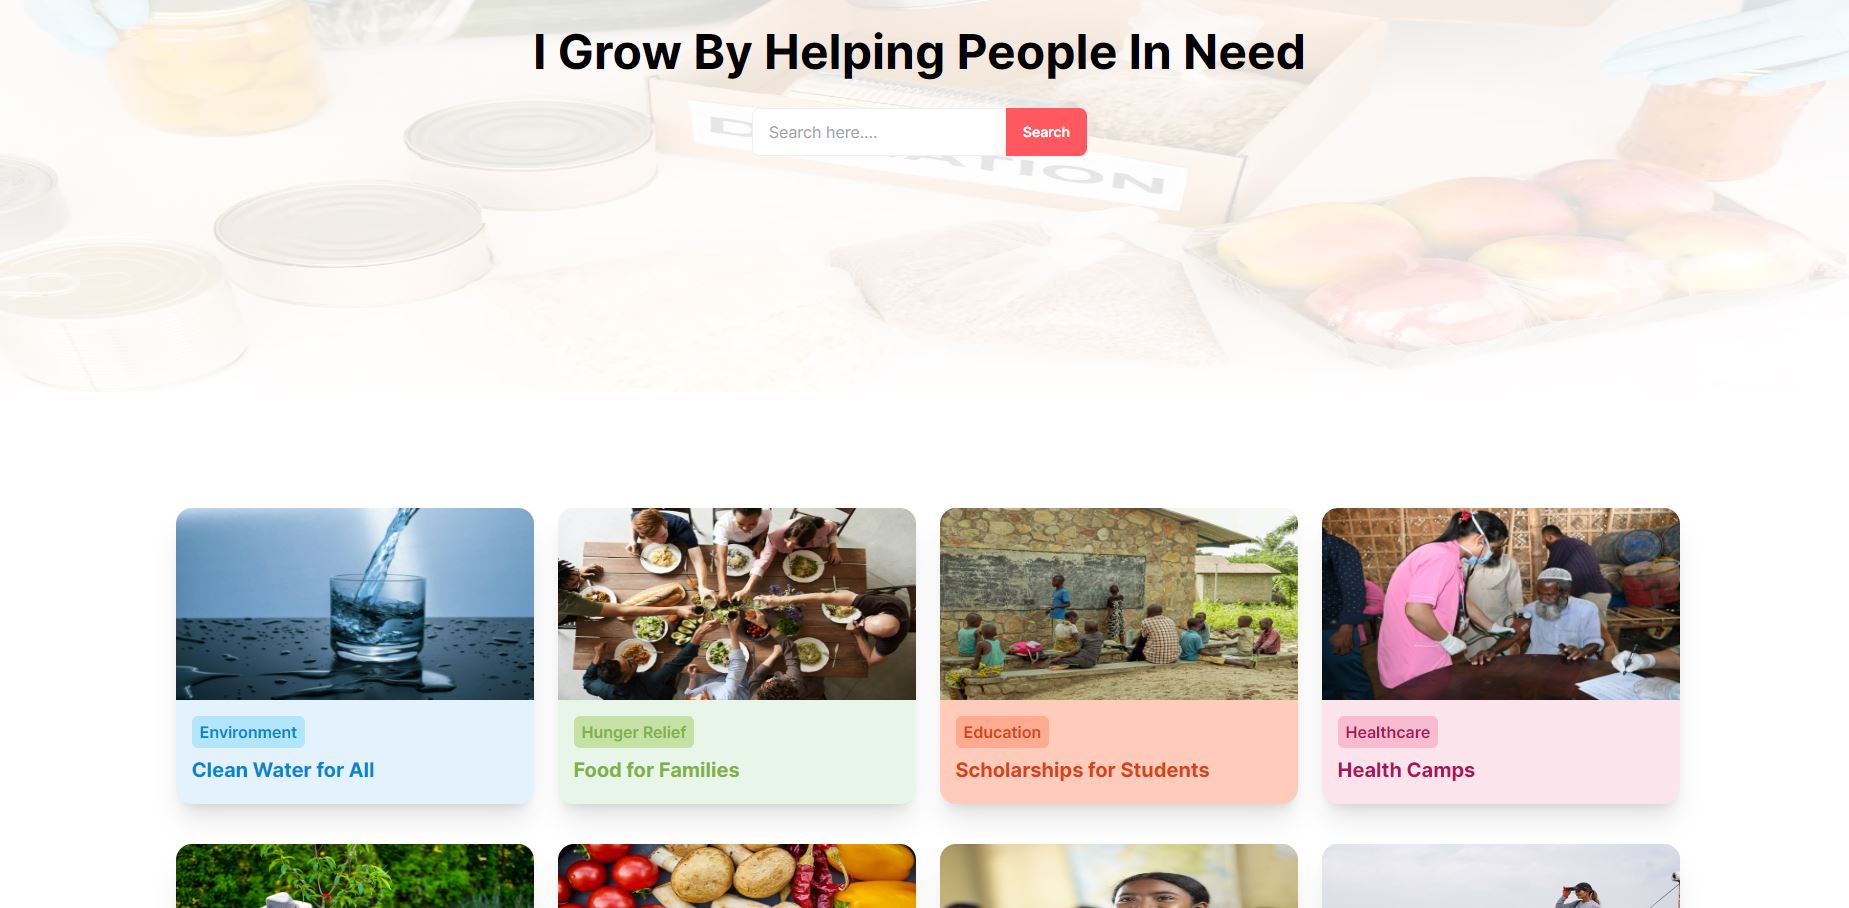 I Grow By Helping People In Need
Search here....
Search
Environment
Clean Water for All
Hunger Relief
Food for Families
Education
Scholarships for Students
Healthcare
Health Camps